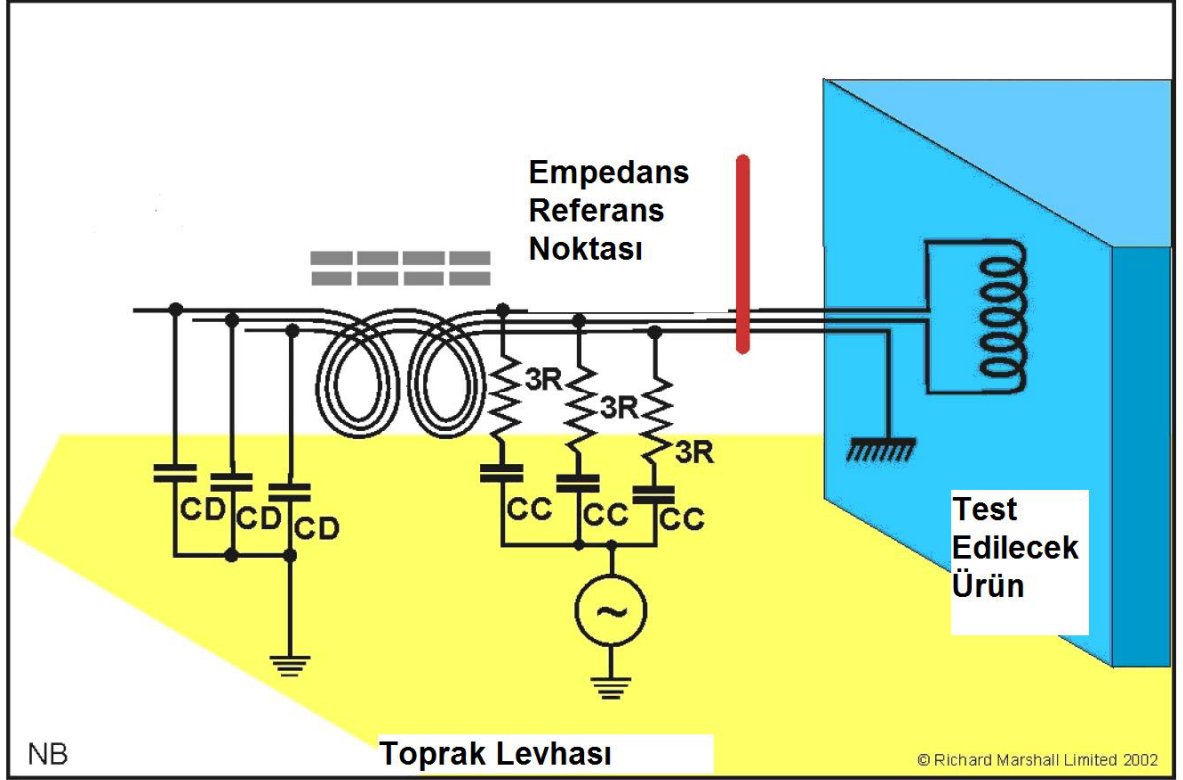 Empedans
Referans
Noktası
3R
3R
3R
CD
CD
CD
CC
CC
CC
~
Test
Edilecek
Ürün
NB
Toprak Levhası
© Richard Marshall Limited 2002